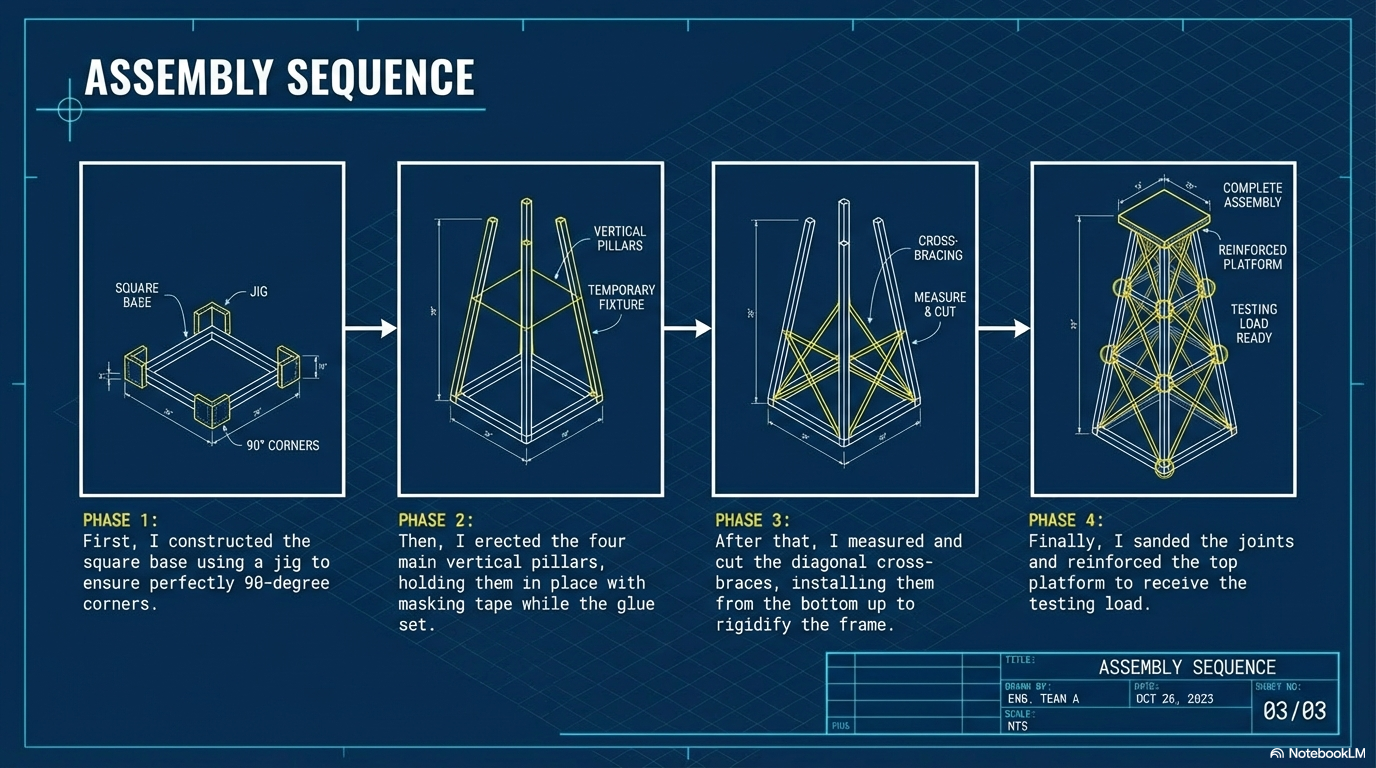 ASSEMBLY SEQUENCE
SQUARE
BABE
JIG
90° CORNERS
VERTICAL
PILLARS
TEMPORARY
FIXTURE
CROSS-
BRACING
MEASURE
& CUT
COMPLETE
ASSEMBLY
REINFORCED
PLATFORM
TESTING
LOAD
READY
PHASE 1:
First, I constructed the
square base using a jig to
ensure perfectly 90-degree
corners.
PHASE 2:
Then, I erected the four
main vertical pillars,
holding them in place with
masking tape while the glue
set.
PHASE 3:
After that, I measured and
cut the diagonal cross-
braces, installing them
from the bottom up to
rigidify the frame.
PHASE 4:
Finally, I sanded the joints
and reinforced the top
platform to receive the
testing load.
TITLE:
ASSEMBLY SEQUENCE
DRAWN BY:
ENG. TEAN A
OCT 26, 2023
NO:
03/03
SCALE:
NTS
NotebookLM